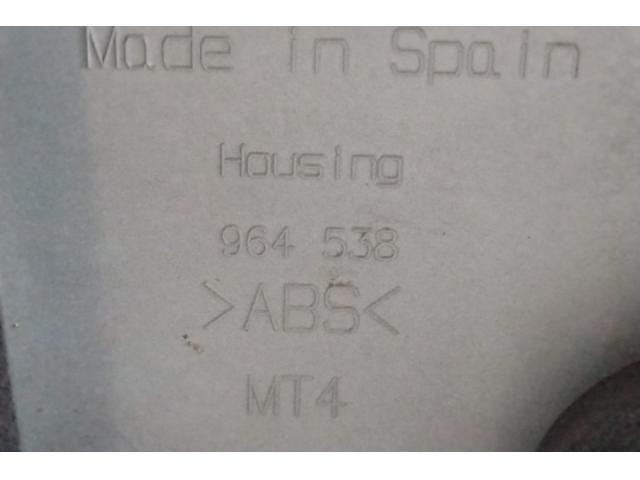 Made in Spain
Housing
964 538
>ABS<
MT4